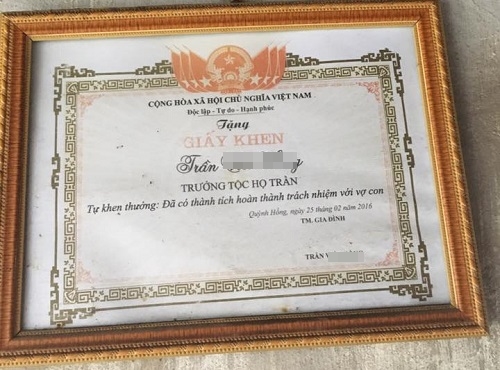 CỘNG HÒA XÃ HỘI CHỦ NGHĨA VIỆT NAM
Độc lập - Tự do - Hạnh phúc
Tặng
GIẤY KHEN
Trần
TRƯỞNG TỘC HỌ TRẦN
Tự khen thưởng: Đã có thành tích hoàn thành trách nhiệm với vợ con
Quỳnh Hồng, ngày 25 tháng 02 năm 2016
TM. GIA ĐÌNH
TRẦN